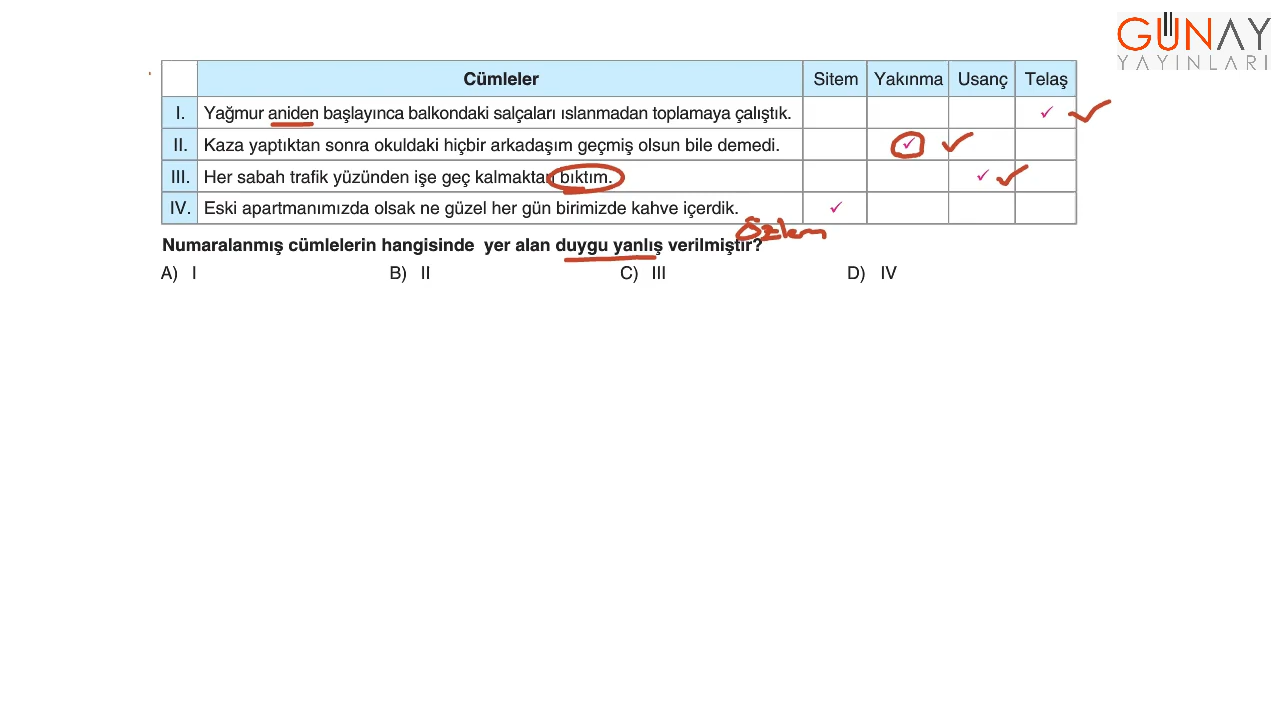 GÜNAY
YAYINLARI
Cümleler Sitem Yakınma Usanç Telaş
I. Yağmur aniden başlayınca balkondaki salçaları ıslanmadan toplamaya çalıştık. ✓
II. Kaza yaptıktan sonra okuldaki hiçbir arkadaşım geçmiş olsun bile demedi. ✓
III. Her sabah trafik yüzünden işe geç kalmaktan bıktım. ✓
IV. Eski apartmanımızda olsak ne güzel her gün birimizde kahve içerdik. ✓
özlem
Numaralanmış cümlelerin hangisinde yer alan duygu yanlış verilmiştir?
A) I B) II C) III D) IV